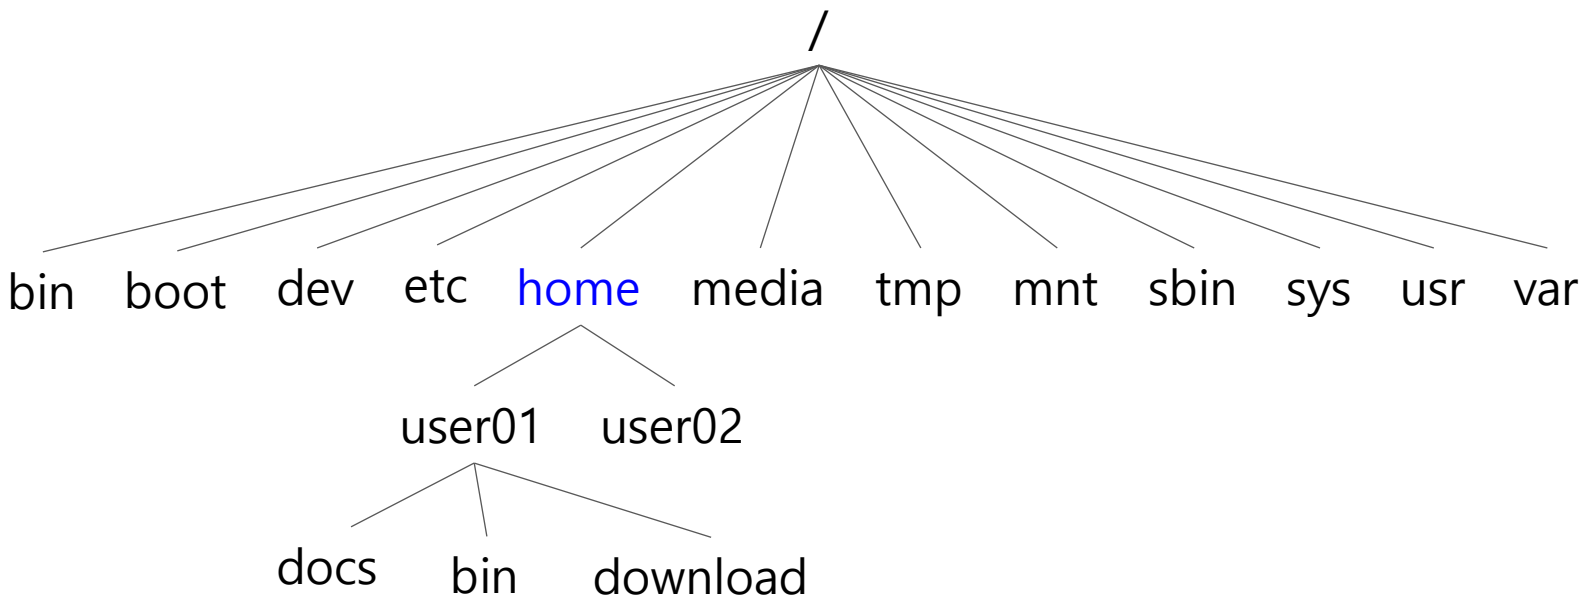 /
bin boot dev etc home media tmp mnt sbin sys usr var
user01 user02
docs bin download